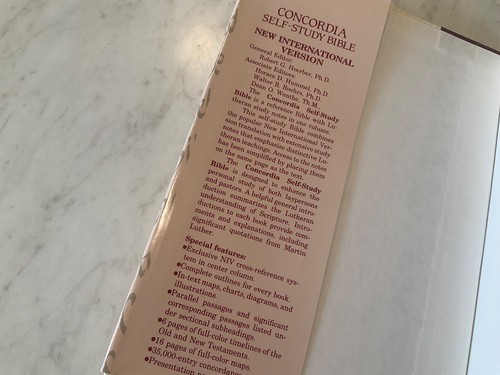 CONCORDIA
SELF-STUDY BIBLE
NEW INTERNATIONAL
VERSION
General Editor:
Robert G. Hoerber, Ph.D.
Associate Editors:
Horace D. Hummel, Ph.D.
Walter R. Roehrs, Ph.D.
Dean O. Wenthe, Th.M.
The Concordia Self-Study
Bible is a reference Bible with Lu-
theran study notes in one volume.
This self-study Bible combines
the popular New International Ver-
sion translation with extensive study
notes that emphasize distinctive Lu-
theran teachings. Access to the notes
has been simplified by placing them
on the same page as the text.
The Concordia Self-Study
Bible is designed to enhance the
personal study of both laypersons
and pastors. A helpful general intro-
duction summarizes the Lutheran
understanding of Scripture. Intro-
ductions to each book provide com-
ments and explanations, including
significant quotations from Martin
Luther.
Special features:
●Exclusive NIV cross-reference sys-
tem in center column.
●Complete outlines for every book.
●In-text maps, charts, diagrams, and
illustrations.
●Parallel passages and significant
corresponding passages listed un-
der sectional subheadings.
●6 pages of full-color timelines of the
Old and New Testaments.
●16 pages of full-color maps.
●35,000-entry concordance
●Presentation